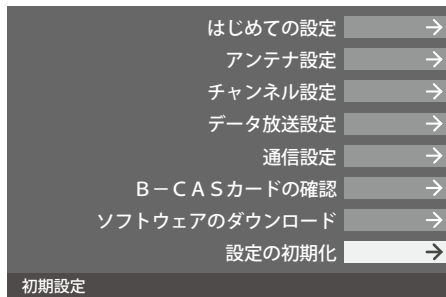 はじめての設定
アンテナ設定
チャンネル設定
データ放送設定
通信設定
Ｂ－ＣＡＳカードの確認
ソフトウェアのダウンロード
設定の初期化
初期設定